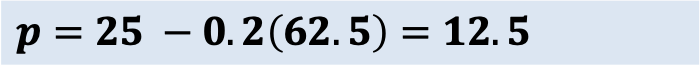 p = 25 − 0.2(62.5) = 12.5